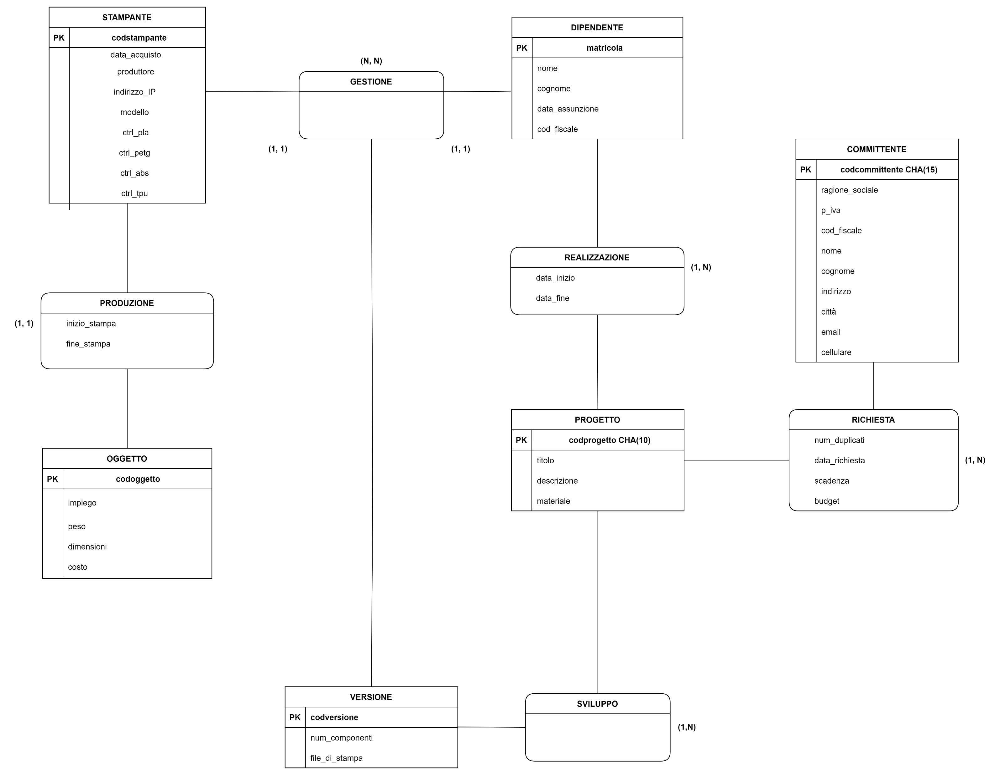 STAMPANTE
PK codstampante
data_acquisto
produttore
indirizzo_IP
modello
ctrl_pla
ctrl_petg
ctrl_abs
ctrl_tpu
(N, N)
GESTIONE
(1, 1)
(1, 1)
DIPENDENTE
PK matricola
nome
cognome
data_assunzione
cod_fiscale
COMMITTENTE
PK codcommittente CHA(15)
ragione_sociale
p_iva
cod_fiscale
nome
cognome
indirizzo
città
email
cellulare
REALIZZAZIONE
data_inizio
data_fine
(1, N)
PRODUZIONE
(1, 1)
inizio_stampa
fine_stampa
PROGETTO
PK codprogetto CHA(10)
titolo
descrizione
materiale
RICHIESTA
num_duplicati
data_richiesta
scadenza
budget
(1, N)
OGGETTO
PK codoggetto
impiego
peso
dimensioni
costo
VERSIONE
PK codversione
num_componenti
file_di_stampa
SVILUPPO
(1,N)